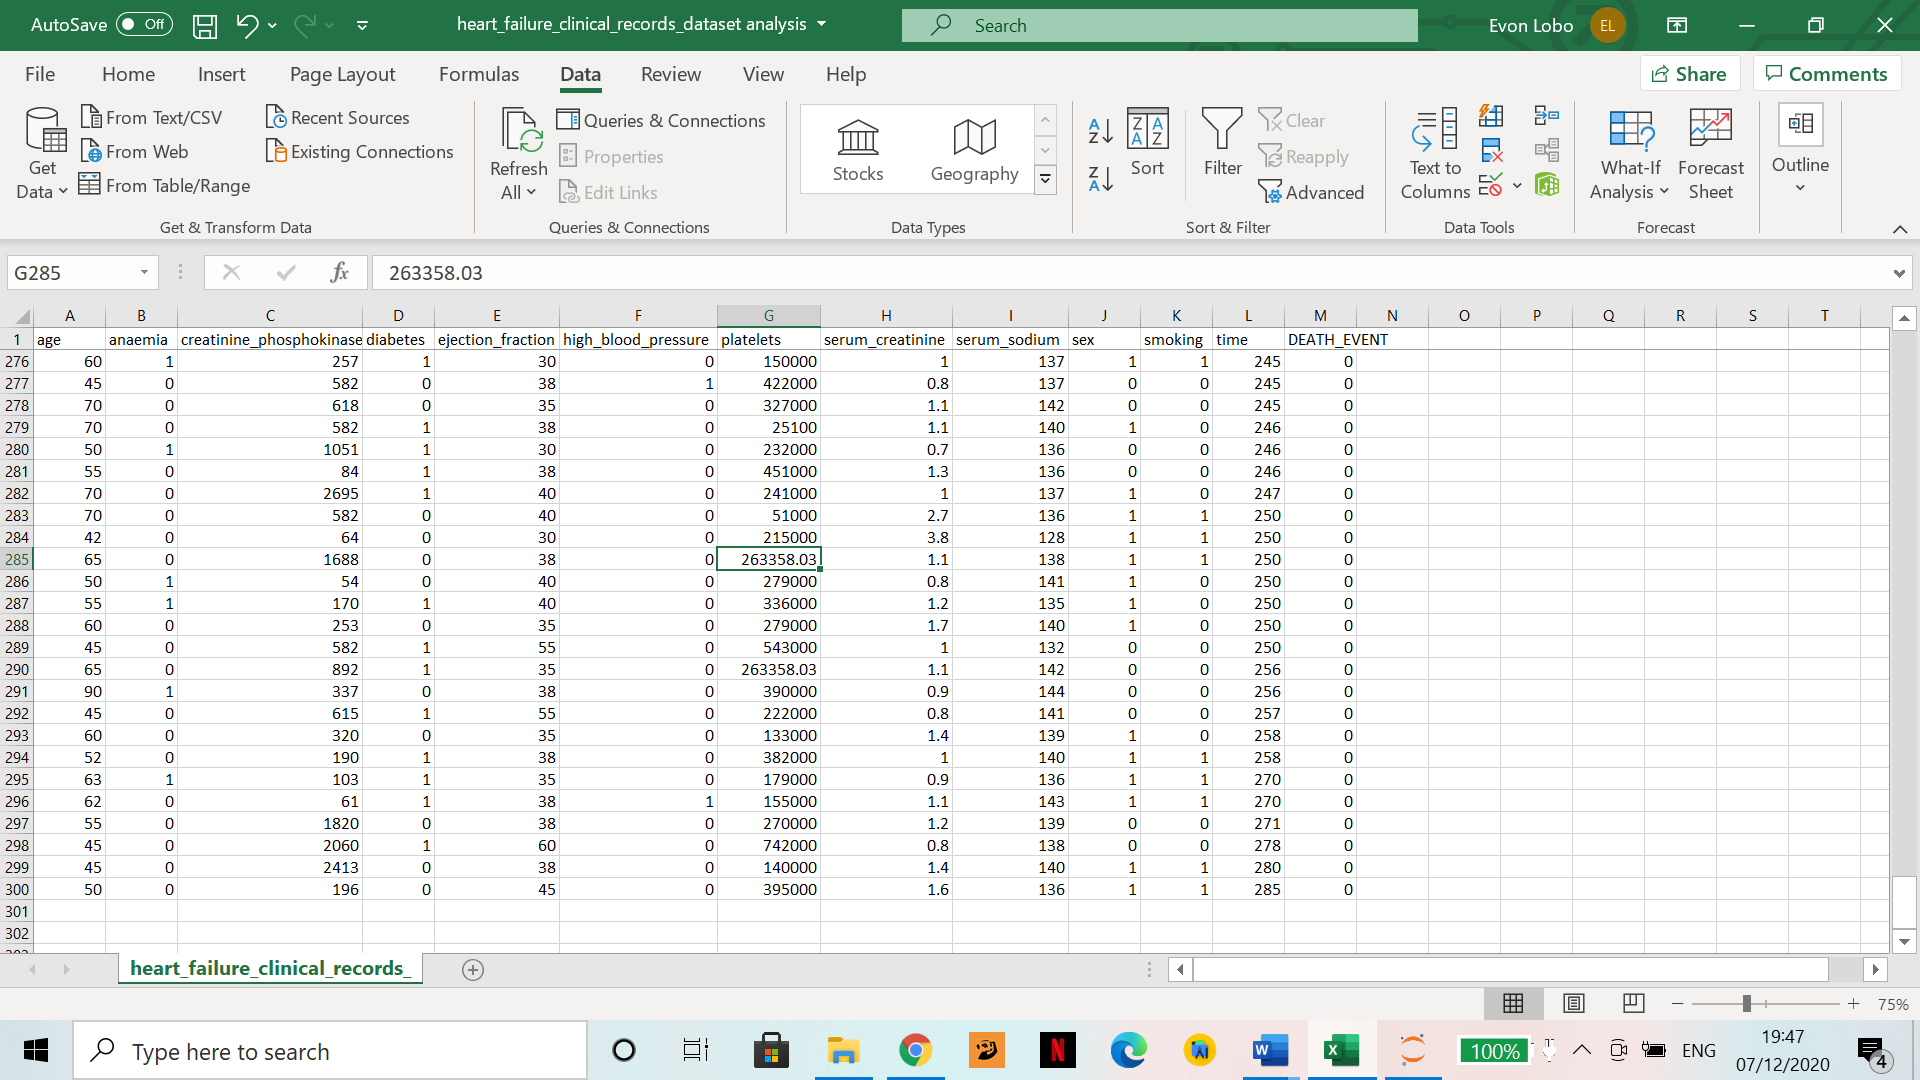 AutoSave Off heart_failure_clinical_records_dataset analysis Search Evon Lobo EL
File Home Insert Page Layout Formulas Data Review View Help Share Comments
Get Data From Text/CSV From Web From Table/Range Recent Sources Existing Connections
Refresh All Queries & Connections Properties Edit Links
Stocks Geography
Sort Filter Clear Reapply Advanced
Text to Columns What-If Analysis Forecast Sheet Outline
Get & Transform Data Queries & Connections Data Types Sort & Filter Data Tools Forecast
G285 fx 263358.03
A B C D E F G H I J K L M N O P Q R S T
1 age anaemia creatinine_phosphokinase diabetes ejection_fraction high_blood_pressure platelets serum_creatinine serum_sodium sex smoking time DEATH_EVENT
276 60 1 257 1 30 0 150000 1 137 1 1 245 0
277 45 0 582 0 38 1 422000 0.8 137 0 0 245 0
278 70 0 618 0 35 0 327000 1.1 142 0 0 245 0
279 70 0 582 1 38 0 25100 1.1 140 1 0 246 0
280 50 1 1051 1 30 0 232000 0.7 136 0 0 246 0
281 55 0 84 1 38 0 451000 1.3 136 0 0 246 0
282 70 0 2695 1 40 0 241000 1 137 1 0 247 0
283 70 0 582 0 40 0 51000 2.7 136 1 1 250 0
284 42 0 64 0 30 0 215000 3.8 128 1 1 250 0
285 65 0 1688 0 38 0 263358.03 1.1 138 1 1 250 0
286 50 1 54 0 40 0 279000 0.8 141 1 0 250 0
287 55 1 170 1 40 0 336000 1.2 135 1 0 250 0
288 60 0 253 0 35 0 279000 1.7 140 1 0 250 0
289 45 0 582 1 55 0 543000 1 132 0 0 250 0
290 65 0 892 1 35 0 263358.03 1.1 142 0 0 256 0
291 90 1 337 0 38 0 390000 0.9 144 0 0 256 0
292 45 0 615 1 55 0 222000 0.8 141 0 0 257 0
293 60 0 320 0 35 0 133000 1.4 139 1 0 258 0
294 52 0 190 1 38 0 382000 1 140 1 1 258 0
295 63 1 103 1 35 0 179000 0.9 136 1 1 270 0
296 62 0 61 1 38 1 155000 1.1 143 1 1 270 0
297 55 0 1820 0 38 0 270000 1.2 139 0 0 271 0
298 45 0 2060 1 60 0 742000 0.8 138 0 0 278 0
299 45 0 2413 0 38 0 140000 1.4 140 1 1 280 0
300 50 0 196 0 45 0 395000 1.6 136 1 1 285 0
301
302
heart_failure_clinical_records_
75%
Type here to search 100% ENG 19:47
07/12/2020 4